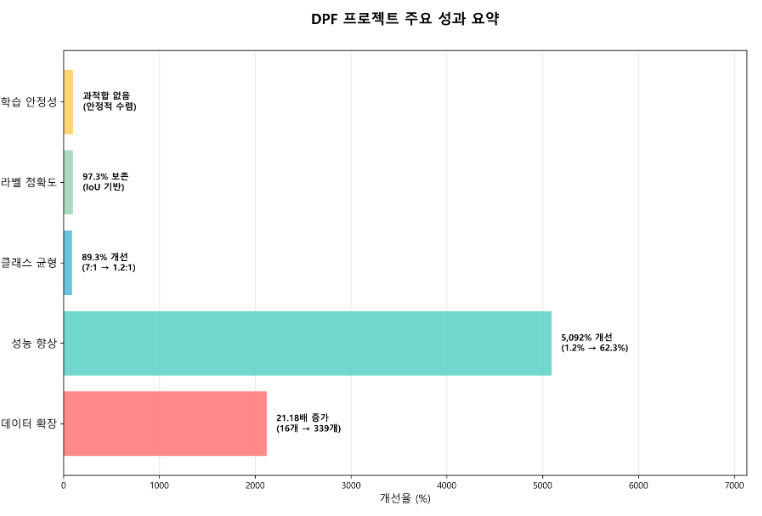 DPF 프로젝트 주요 성과 요약
학습 안정성
과적합 없음
(안정적 수렴)
라벨 정확도
97.3% 보존
(IoU 기반)
클래스 균형
89.3% 개선
(7:1 → 1.2:1)
성능 향상
5,092% 개선
(1.2% → 62.3%)
데이터 확장
21.18배 증가
(16개 → 339개)
0 1000 2000 3000 4000 5000 6000 7000
개선율 (%)